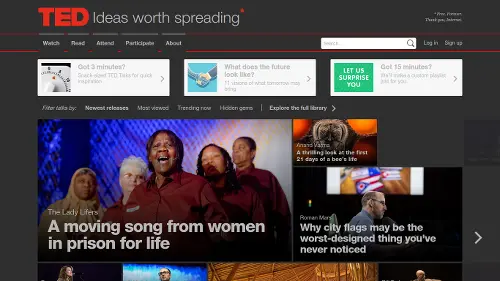 TED Ideas worth spreading*
* Free. Forever.
Thank you, Internet.
Watch Read Attend Participate About
Search
Log in Sign up
Got 3 minutes?
Snack-sized TED Talks for quick
inspiration
What does the future
look like?
11 visions of what tomorrow may
bring
LET US
SURPRISE
YOU
Got 15 minutes?
We'll make a custom playlist
just for you.
Filter talks by: Newest releases Most viewed Trending now Hidden gems Explore the full library
The Lady Lifers
A moving song from women
in prison for life
Anand Varma
A thrilling look at the first
21 days of a bee's life
Roman Mars
Why city flags may be the
worst-designed thing you've
never noticed